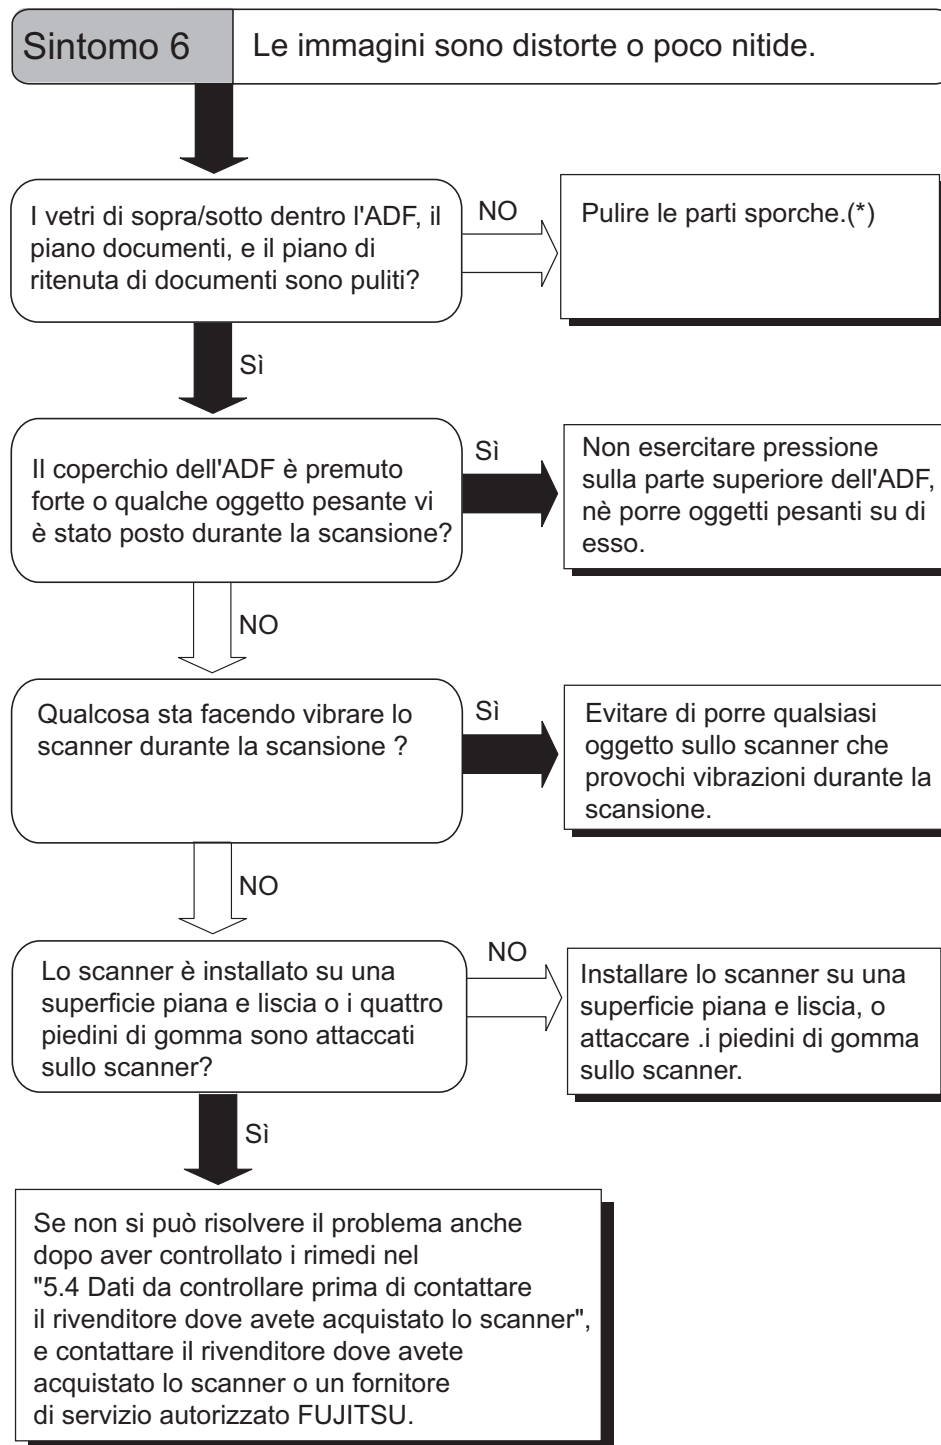 Sintomo 6
Le immagini sono distorte o poco nitide.
I vetri di sopra/sotto dentro l'ADF, il
piano documenti, e il piano di
ritenuta di documenti sono puliti?
NO
Pulire le parti sporche.(*)
Sì
Il coperchio dell'ADF è premuto
forte o qualche oggetto pesante vi
è stato posto durante la scansione?
Sì
Non esercitare pressione
sulla parte superiore dell'ADF,
nè porre oggetti pesanti su di
esso.
NO
Qualcosa sta facendo vibrare lo
scanner durante la scansione ?
Sì
Evitare di porre qualsiasi
oggetto sullo scanner che
provochi vibrazioni durante la
scansione.
NO
Lo scanner è installato su una
superficie piana e liscia o i quattro
piedini di gomma sono attaccati
sullo scanner?
NO
Installare lo scanner su una
superficie piana e liscia, o
attaccare .i piedini di gomma
sullo scanner.
Sì
Se non si può risolvere il problema anche
dopo aver controllato i rimedi nel
"5.4 Dati da controllare prima di contattare
il rivenditore dove avete acquistato lo scanner",
e contattare il rivenditore dove avete
acquistato lo scanner o un fornitore
di servizio autorizzato FUJITSU.